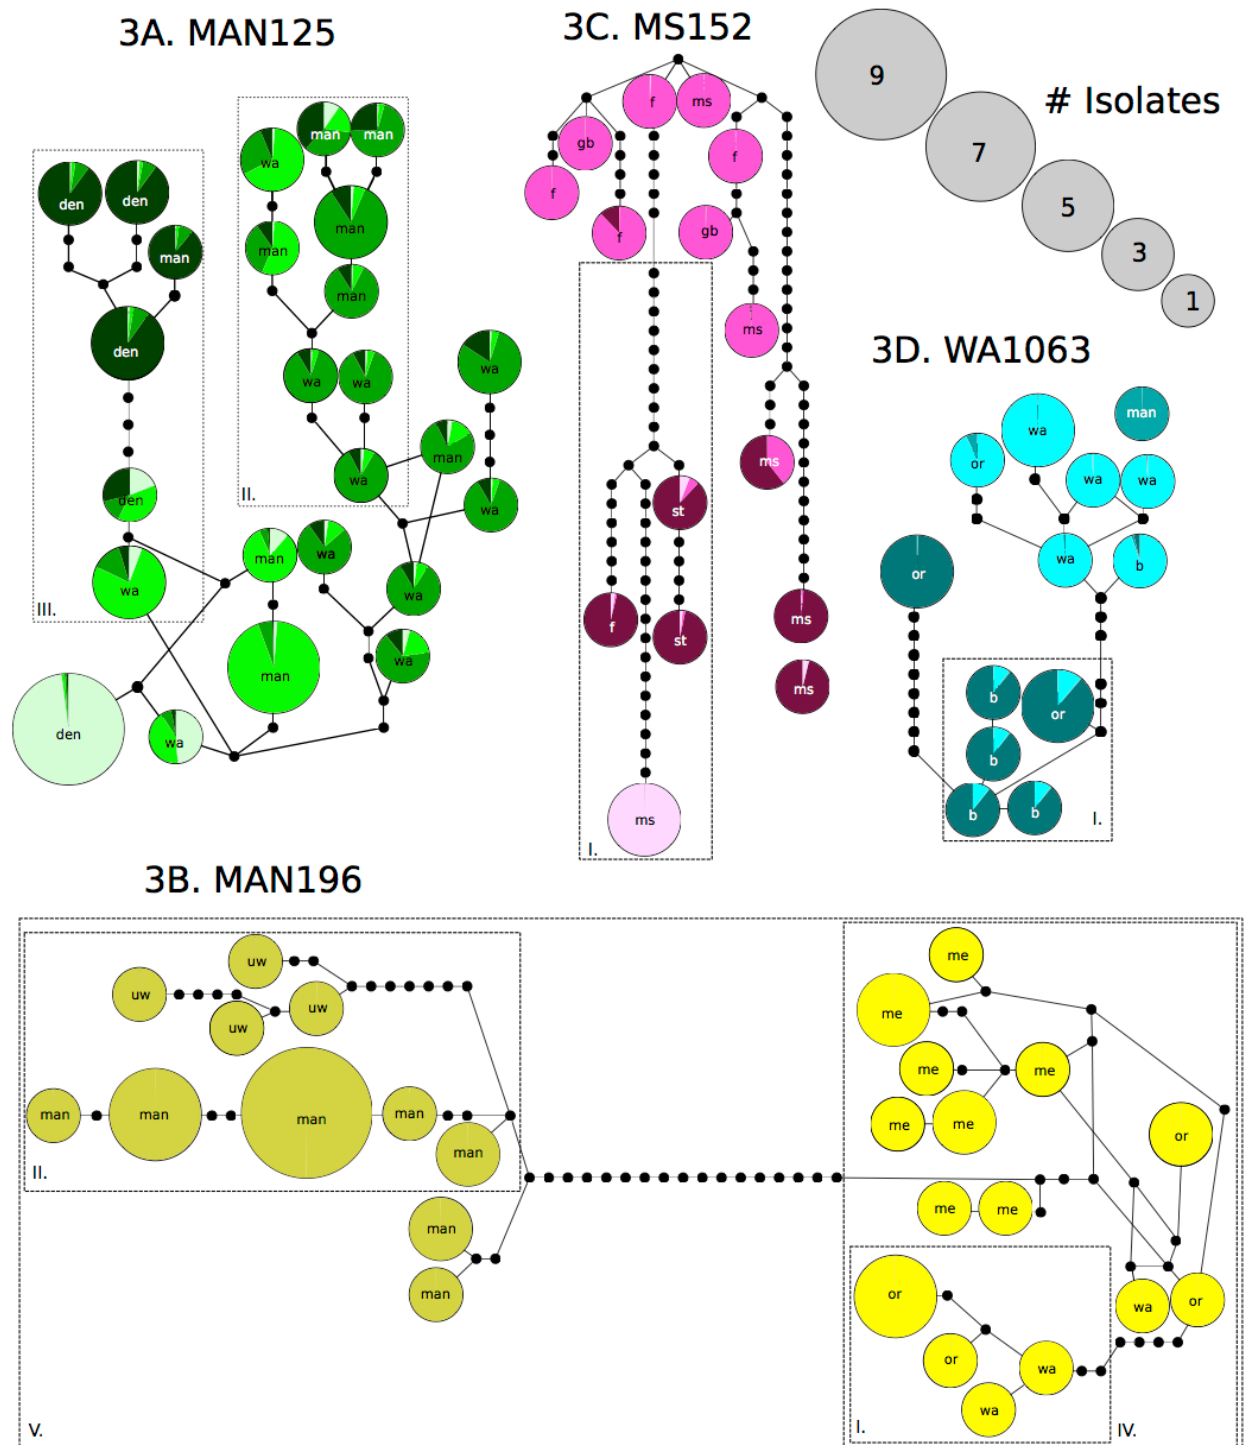 3A. MAN125
3C. MS152
9
# Isolates
7
5
3
1
den
den
man
den
den
wa
III.
den
wa
wa
man
man
man
man
man
wa
wa
wa
II.
man
wa
wa
man
wa
wa
man
wa
f
ms
gb
f
f
f
gb
ms
ms
st
f
st
ms
ms
ms
I.
3D. WA1063
man
wa
or
wa
wa
wa
b
or
b
or
b
b
b
I.
3B. MAN196
uw
uw
uw
uw
man
man
man
man
man
II.
man
man
me
me
me
me
me
me
me
me
or
wa
or
or
or
wa
wa
I.
IV.
V.